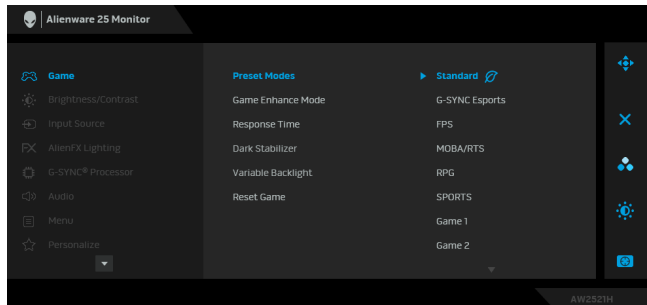 Alienware 25 Monitor
Game Preset Modes Standard
Brightness/Contrast Game Enhance Mode G-SYNC Esports
Input Source Response Time FPS
AlienFX Lighting Dark Stabilizer MOBA/RTS
G-SYNC® Processor Variable Backlight RPG
Audio Reset Game SPORTS
Menu Game 1
Personalize Game 2
AW2521H